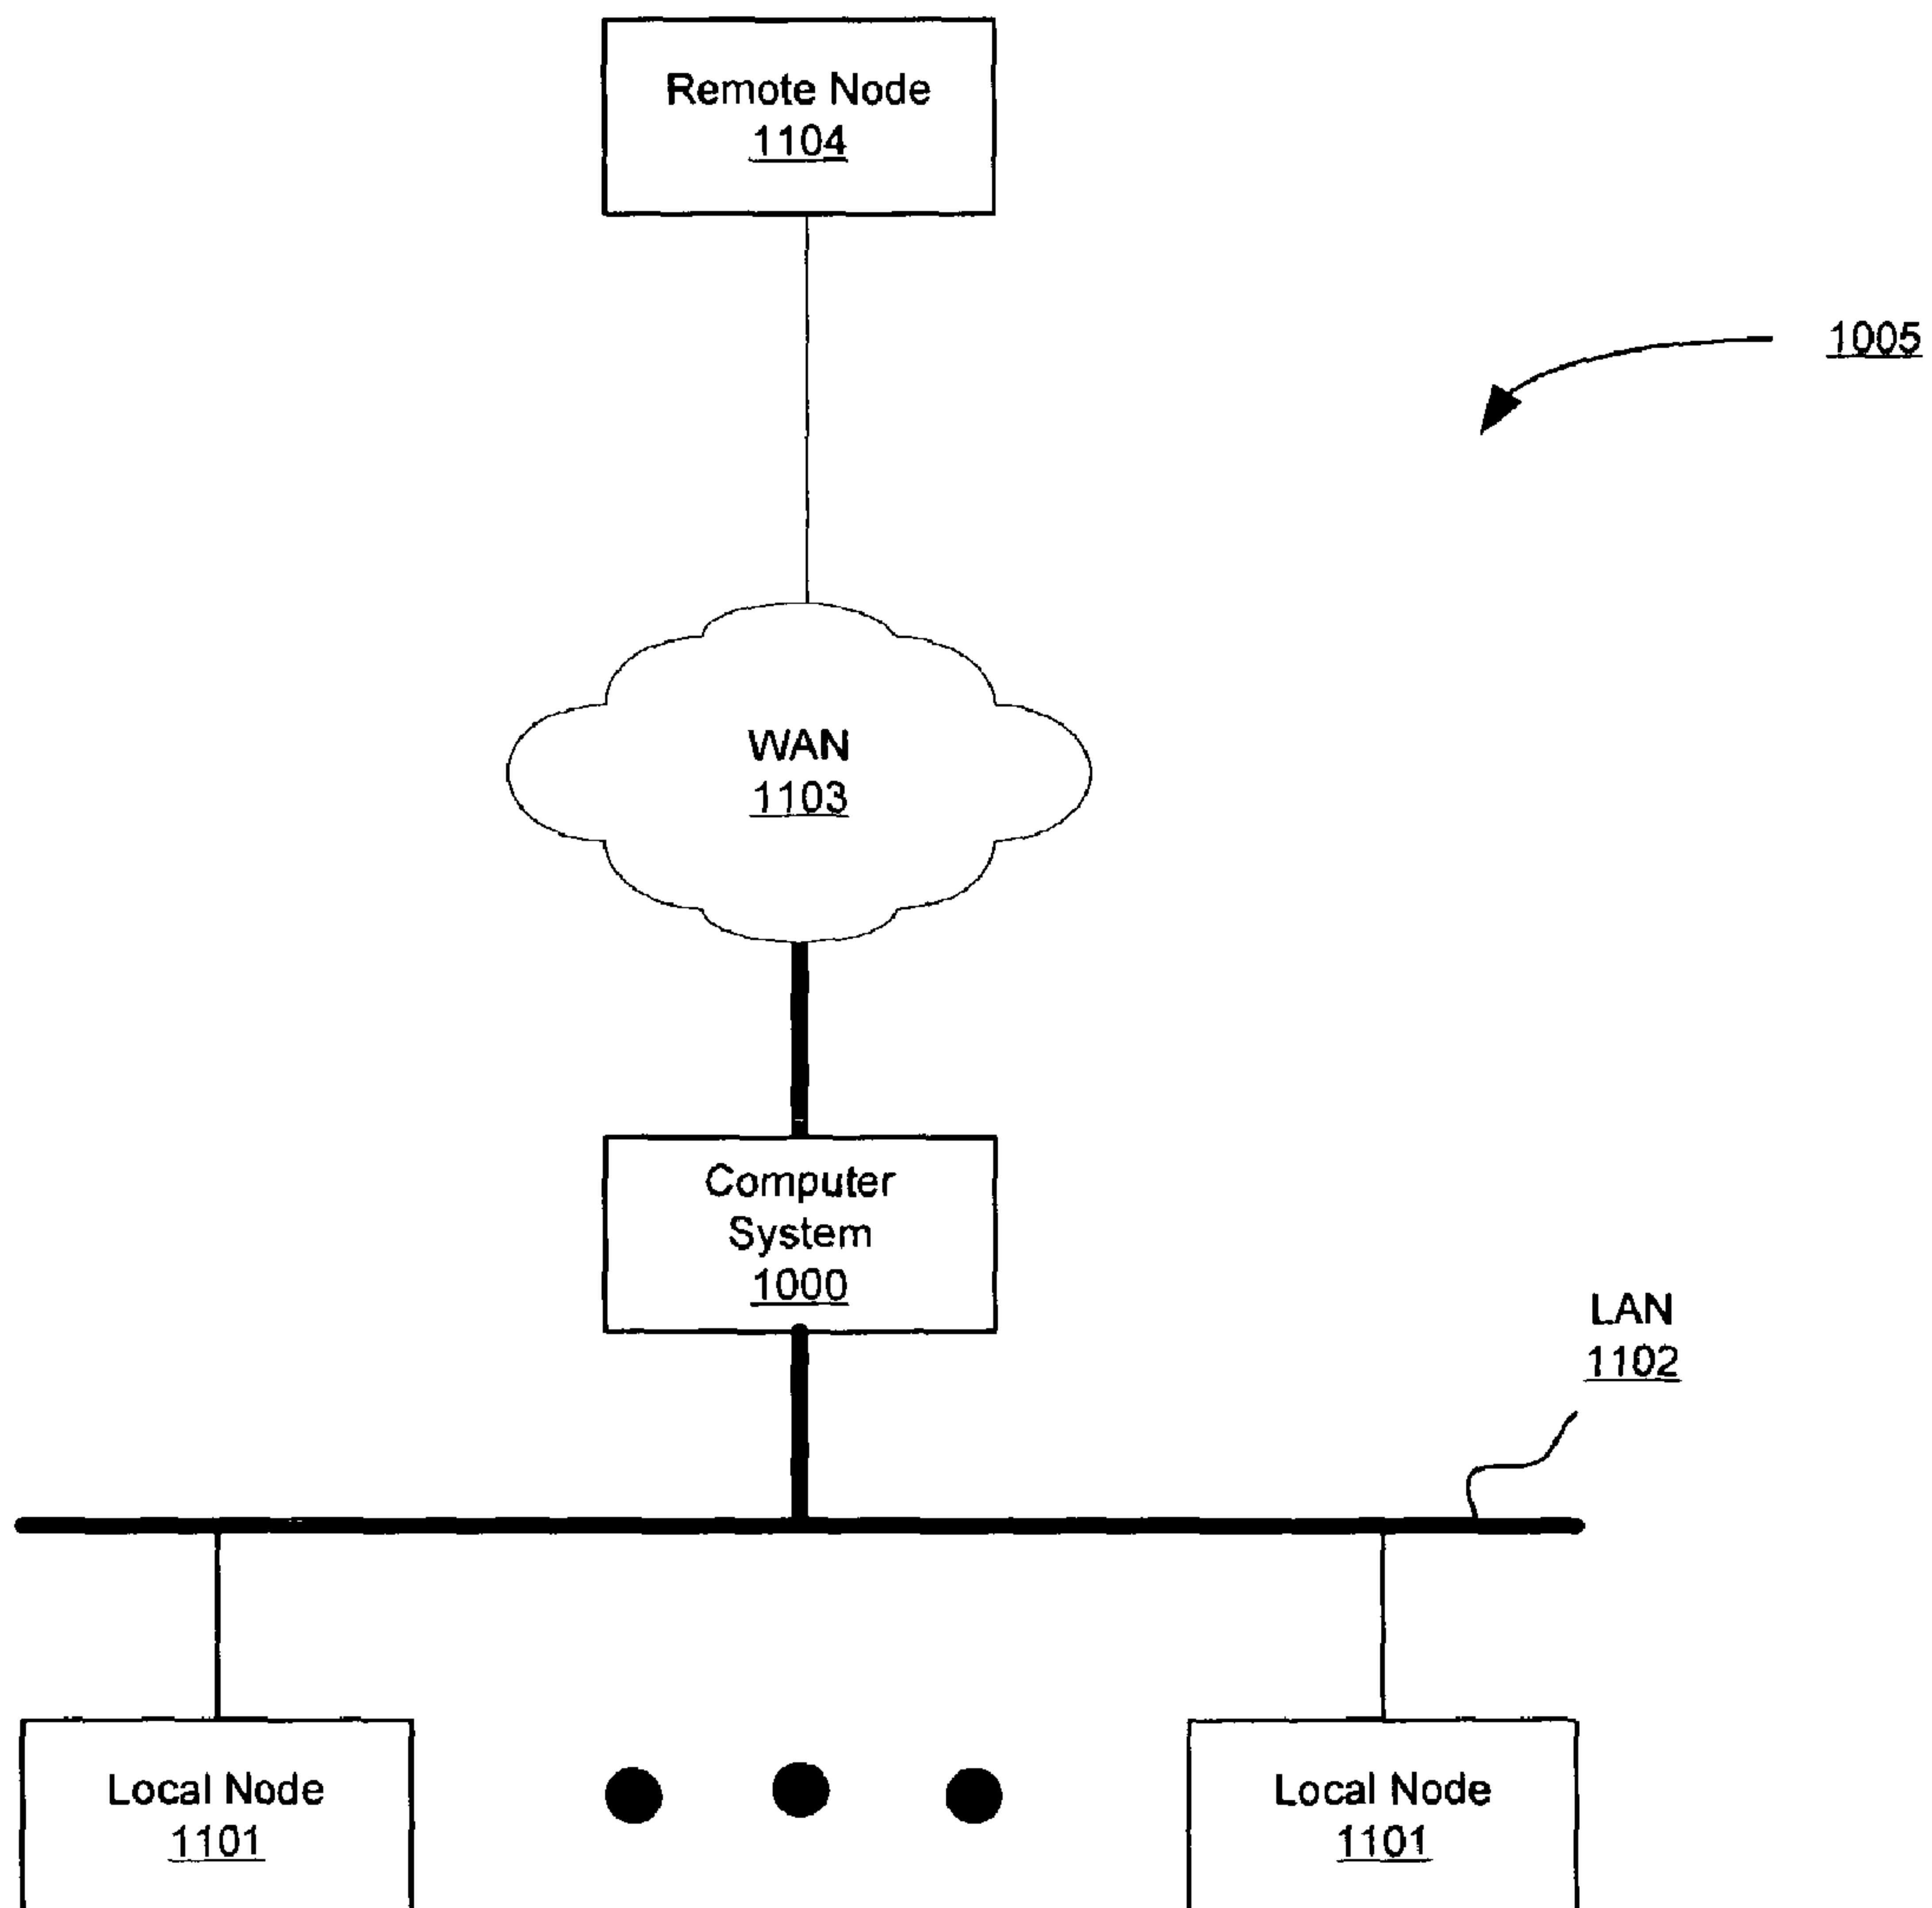 Remote Node
1104
1005
WAN
1103
Computer
System
1000
LAN
1102
Local Node
1101
Local Node
1101